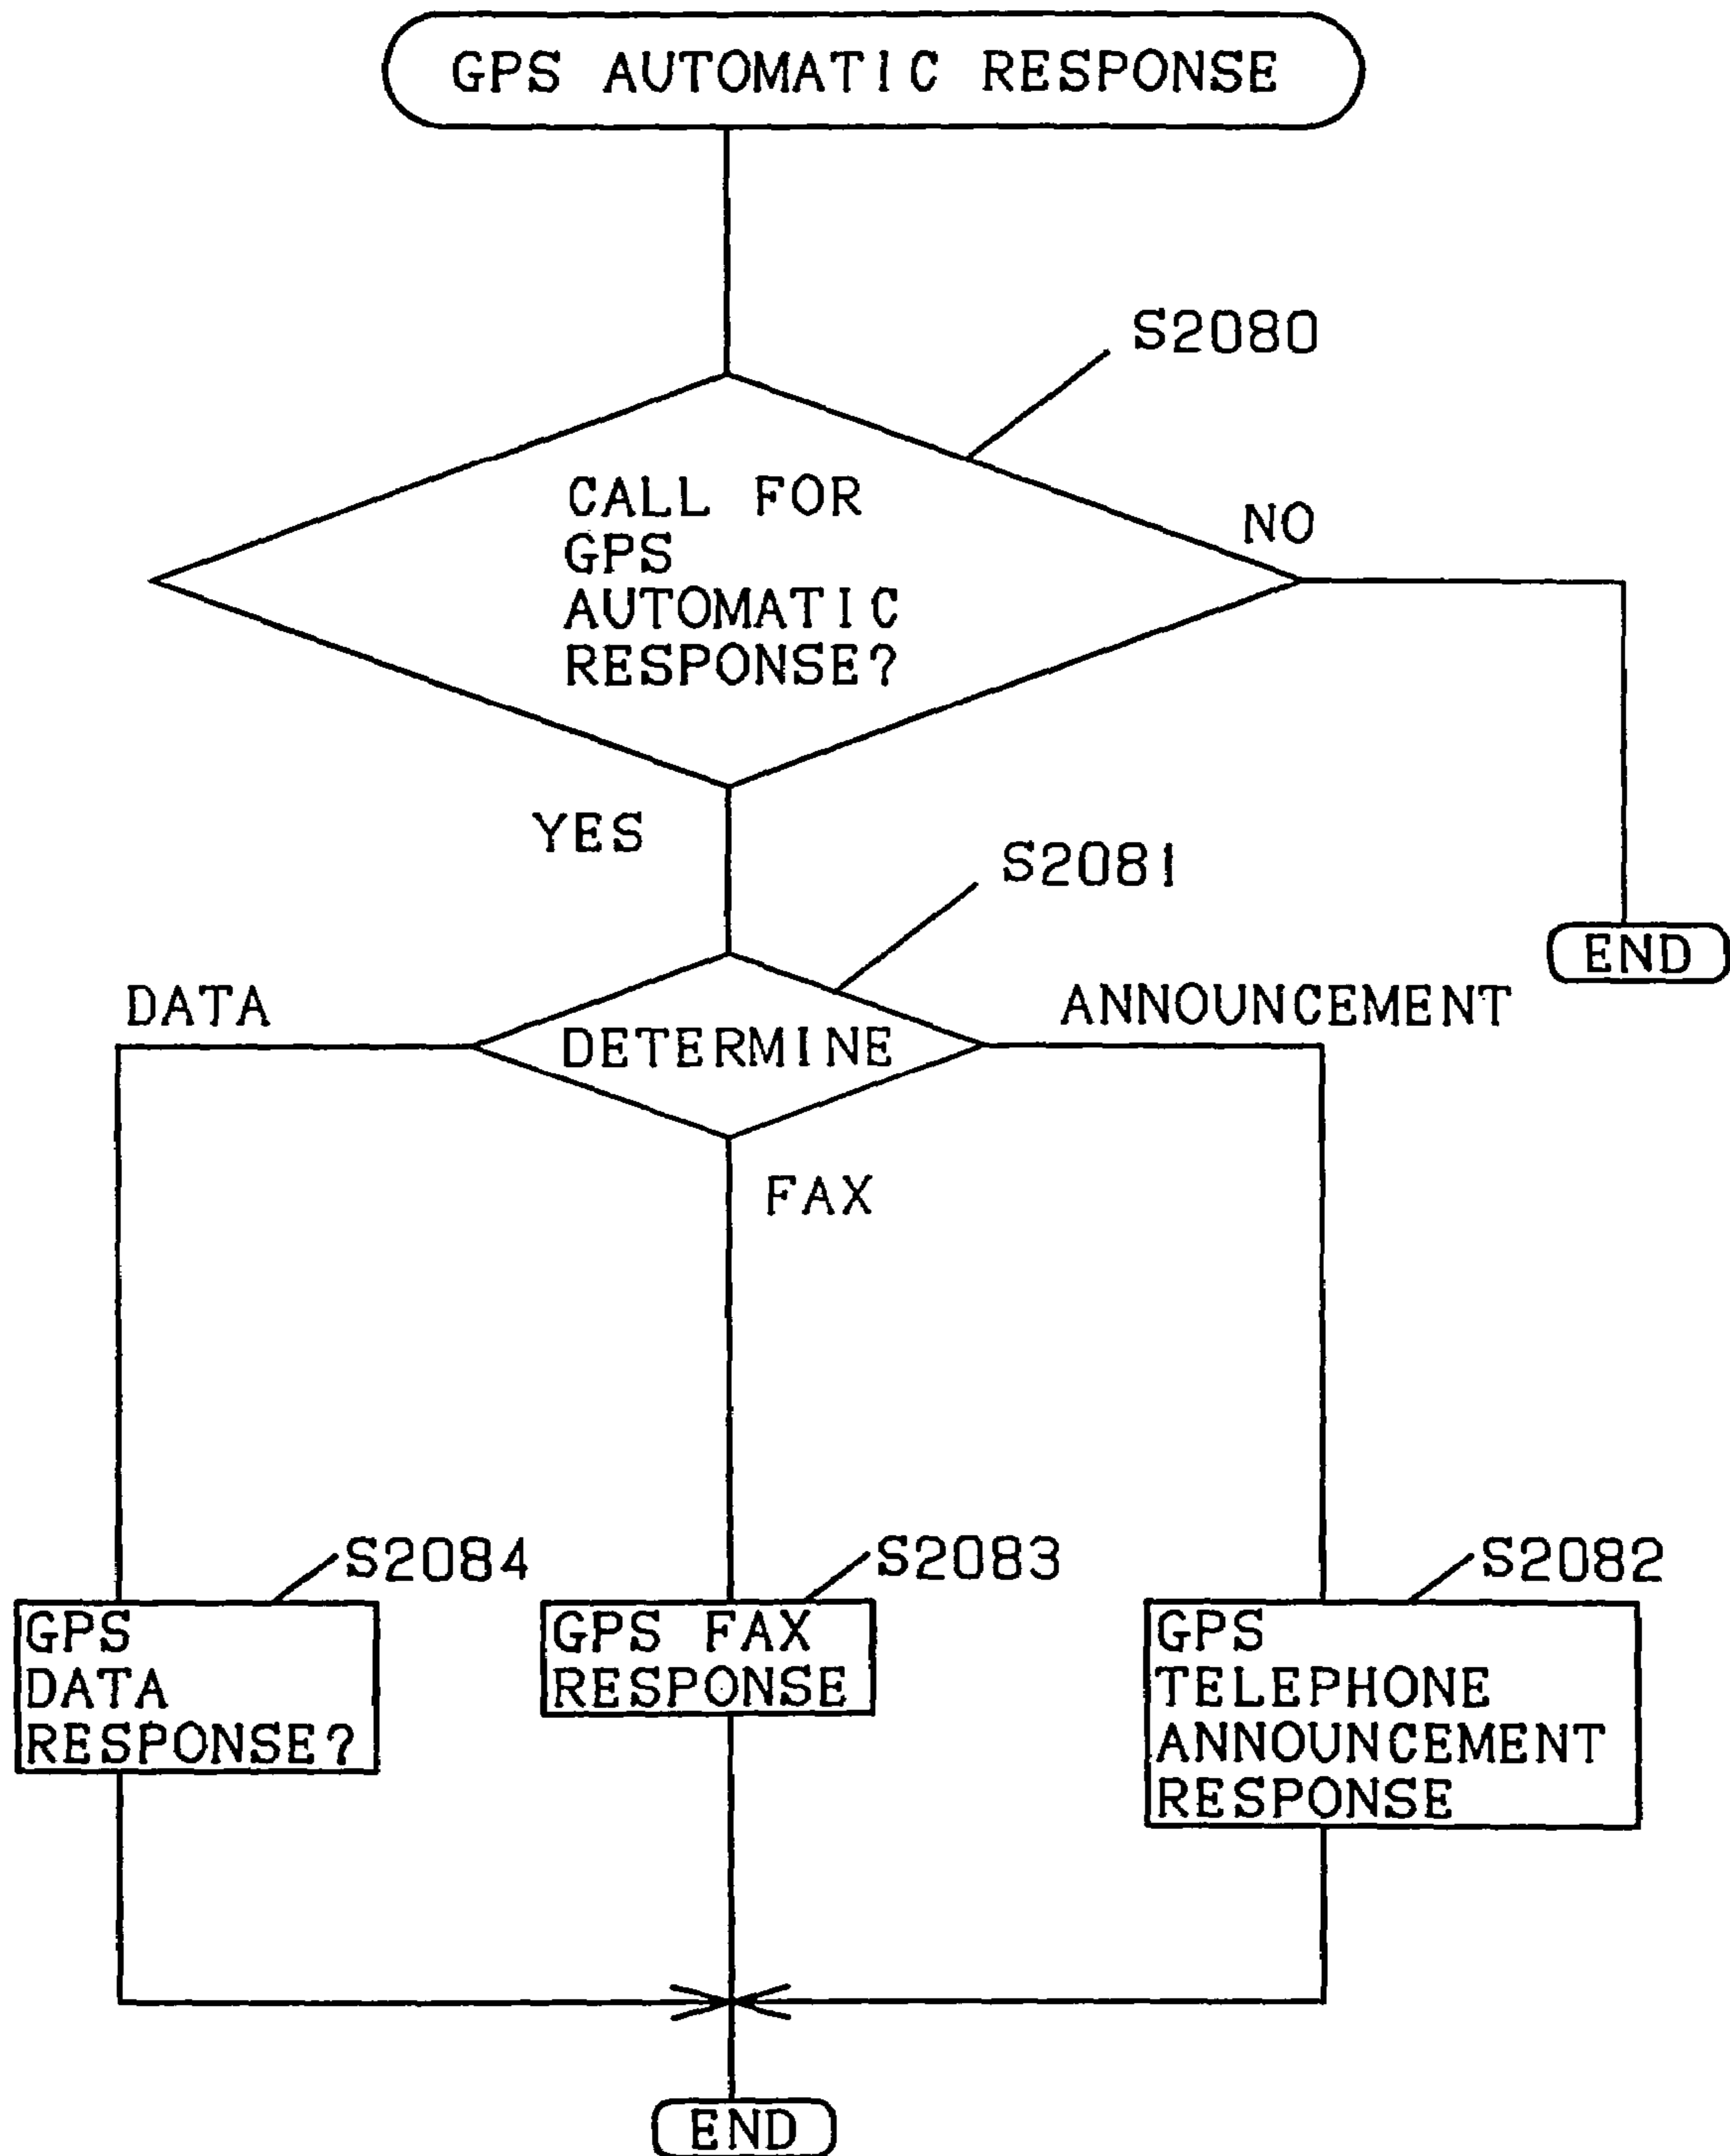 GPS AUTOMATIC RESPONSE
S2080
CALL FOR
GPS
AUTOMATIC
RESPONSE?
NO
YES
S2081
END
DATA
DETERMINE
ANNOUNCEMENT
FAX
S2084
S2083
S2082
GPS
DATA
RESPONSE?
GPS FAX
RESPONSE
GPS
TELEPHONE
ANNOUNCEMENT
RESPONSE
END